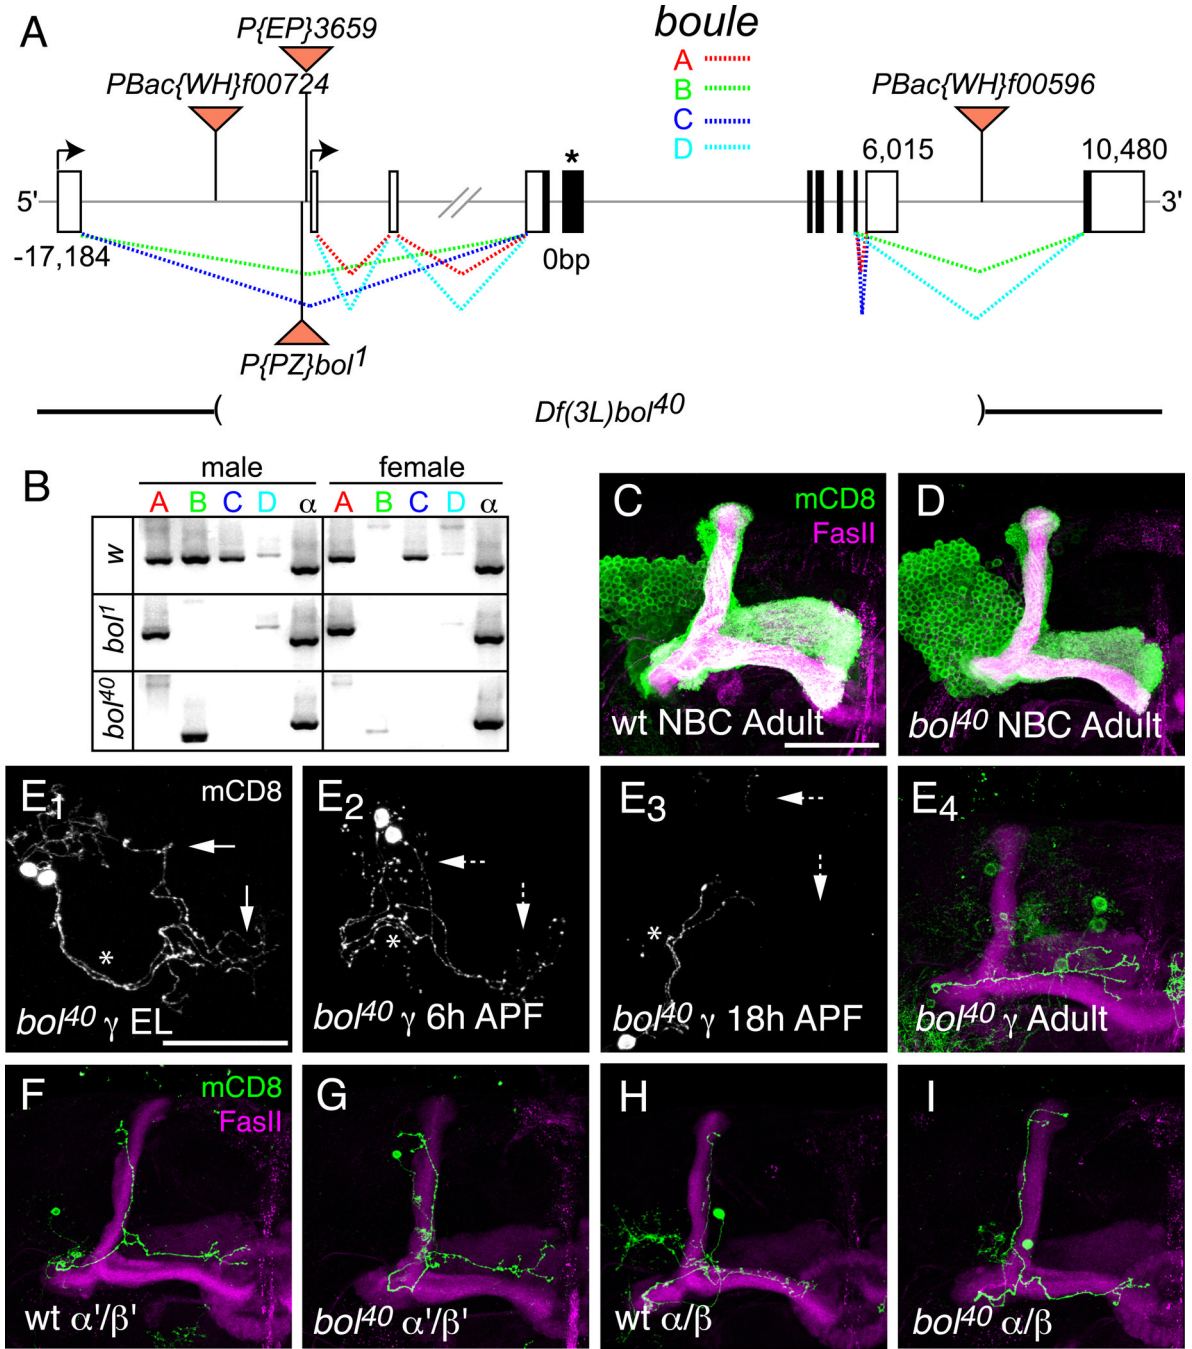 A
P{EP}3659
boule
PBac{WH}f00724
A
PBac{WH}f00596
B
C
D
6,015
10,480
*
5'
3'
-17,184
0bp
P{PZ}bol1
( Df(3L)bol40 )
B
male female
A B C D α A B C D α
w
bol1
bol40
C
mCD8
FasII
wt NBC Adult
D
bol40 NBC Adult
E1
mCD8
*
bol40 γ EL
E2
*
bol40 γ 6h APF
E3
*
bol40 γ 18h APF
E4
bol40 γ Adult
F
mCD8
FasII
wt α'/β'
G
bol40 α'/β'
H
wt α/β
I
bol40 α/β